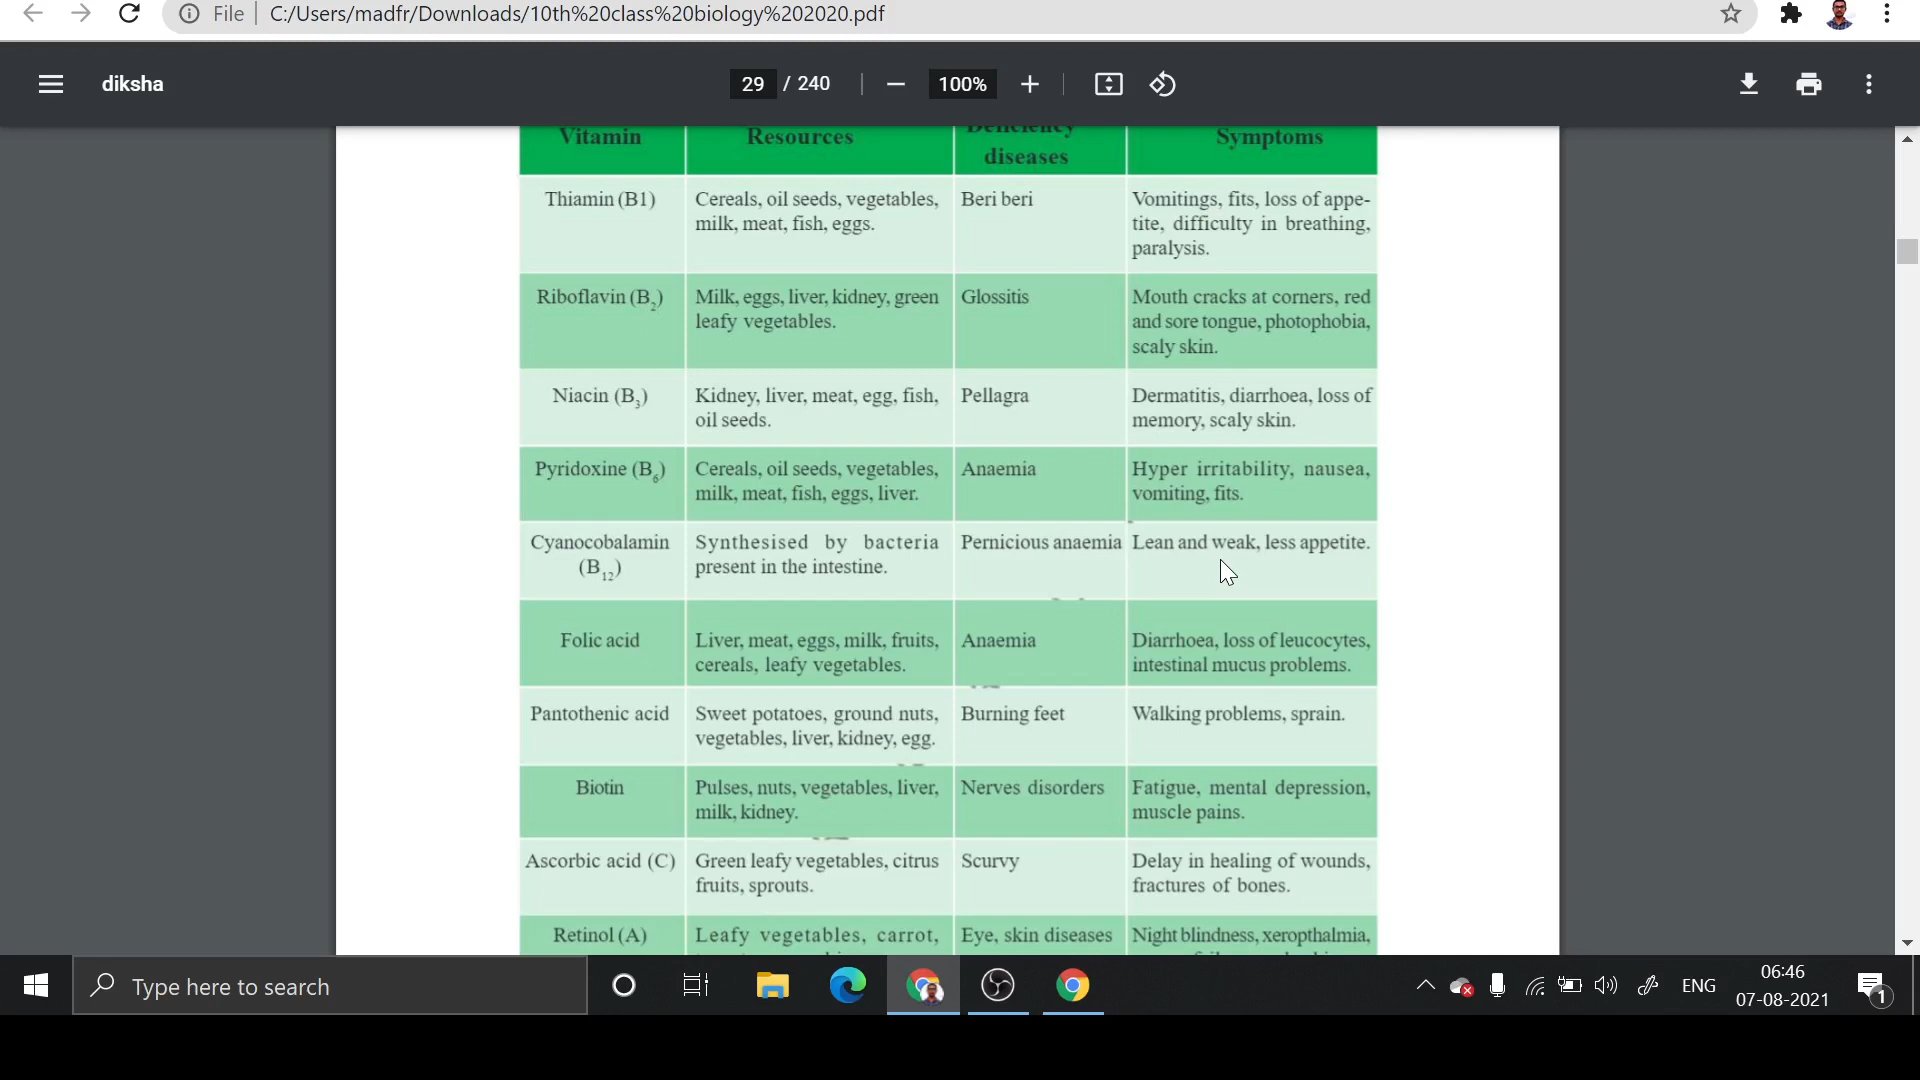 File C:/Users/madfr/Downloads/10th%20class%20biology%202020.pdf
diksha
29 / 240
100%
Vitamin Resources Deficiency diseases Symptoms
Thiamin (B1)
Cereals, oil seeds, vegetables,
milk, meat, fish, eggs.
Beri beri
Vomitings, fits, loss of appe-
tite, difficulty in breathing,
paralysis.
Riboflavin (B2)
Milk, eggs, liver, kidney, green
leafy vegetables.
Glossitis
Mouth cracks at corners, red
and sore tongue, photophobia,
scaly skin.
Niacin (B3)
Kidney, liver, meat, egg, fish,
oil seeds.
Pellagra
Dermatitis, diarrhoea, loss of
memory, scaly skin.
Pyridoxine (B6)
Cereals, oil seeds, vegetables,
milk, meat, fish, eggs, liver.
Anaemia
Hyper irritability, nausea,
vomiting, fits.
Cyanocobalamin
(B12)
Synthesised by bacteria
present in the intestine.
Pernicious anaemia
Lean and weak, less appetite.
Folic acid
Liver, meat, eggs, milk, fruits,
cereals, leafy vegetables.
Anaemia
Diarrhoea, loss of leucocytes,
intestinal mucus problems.
Pantothenic acid
Sweet potatoes, ground nuts,
vegetables, liver, kidney, egg.
Burning feet
Walking problems, sprain.
Biotin
Pulses, nuts, vegetables, liver,
milk, kidney.
Nerves disorders
Fatigue, mental depression,
muscle pains.
Ascorbic acid (C)
Green leafy vegetables, citrus
fruits, sprouts.
Scurvy
Delay in healing of wounds,
fractures of bones.
Retinol (A)
Leafy vegetables, carrot,
Eye, skin diseases
Night blindness, xeropthalmia,
Type here to search
ENG
06:46
07-08-2021
1